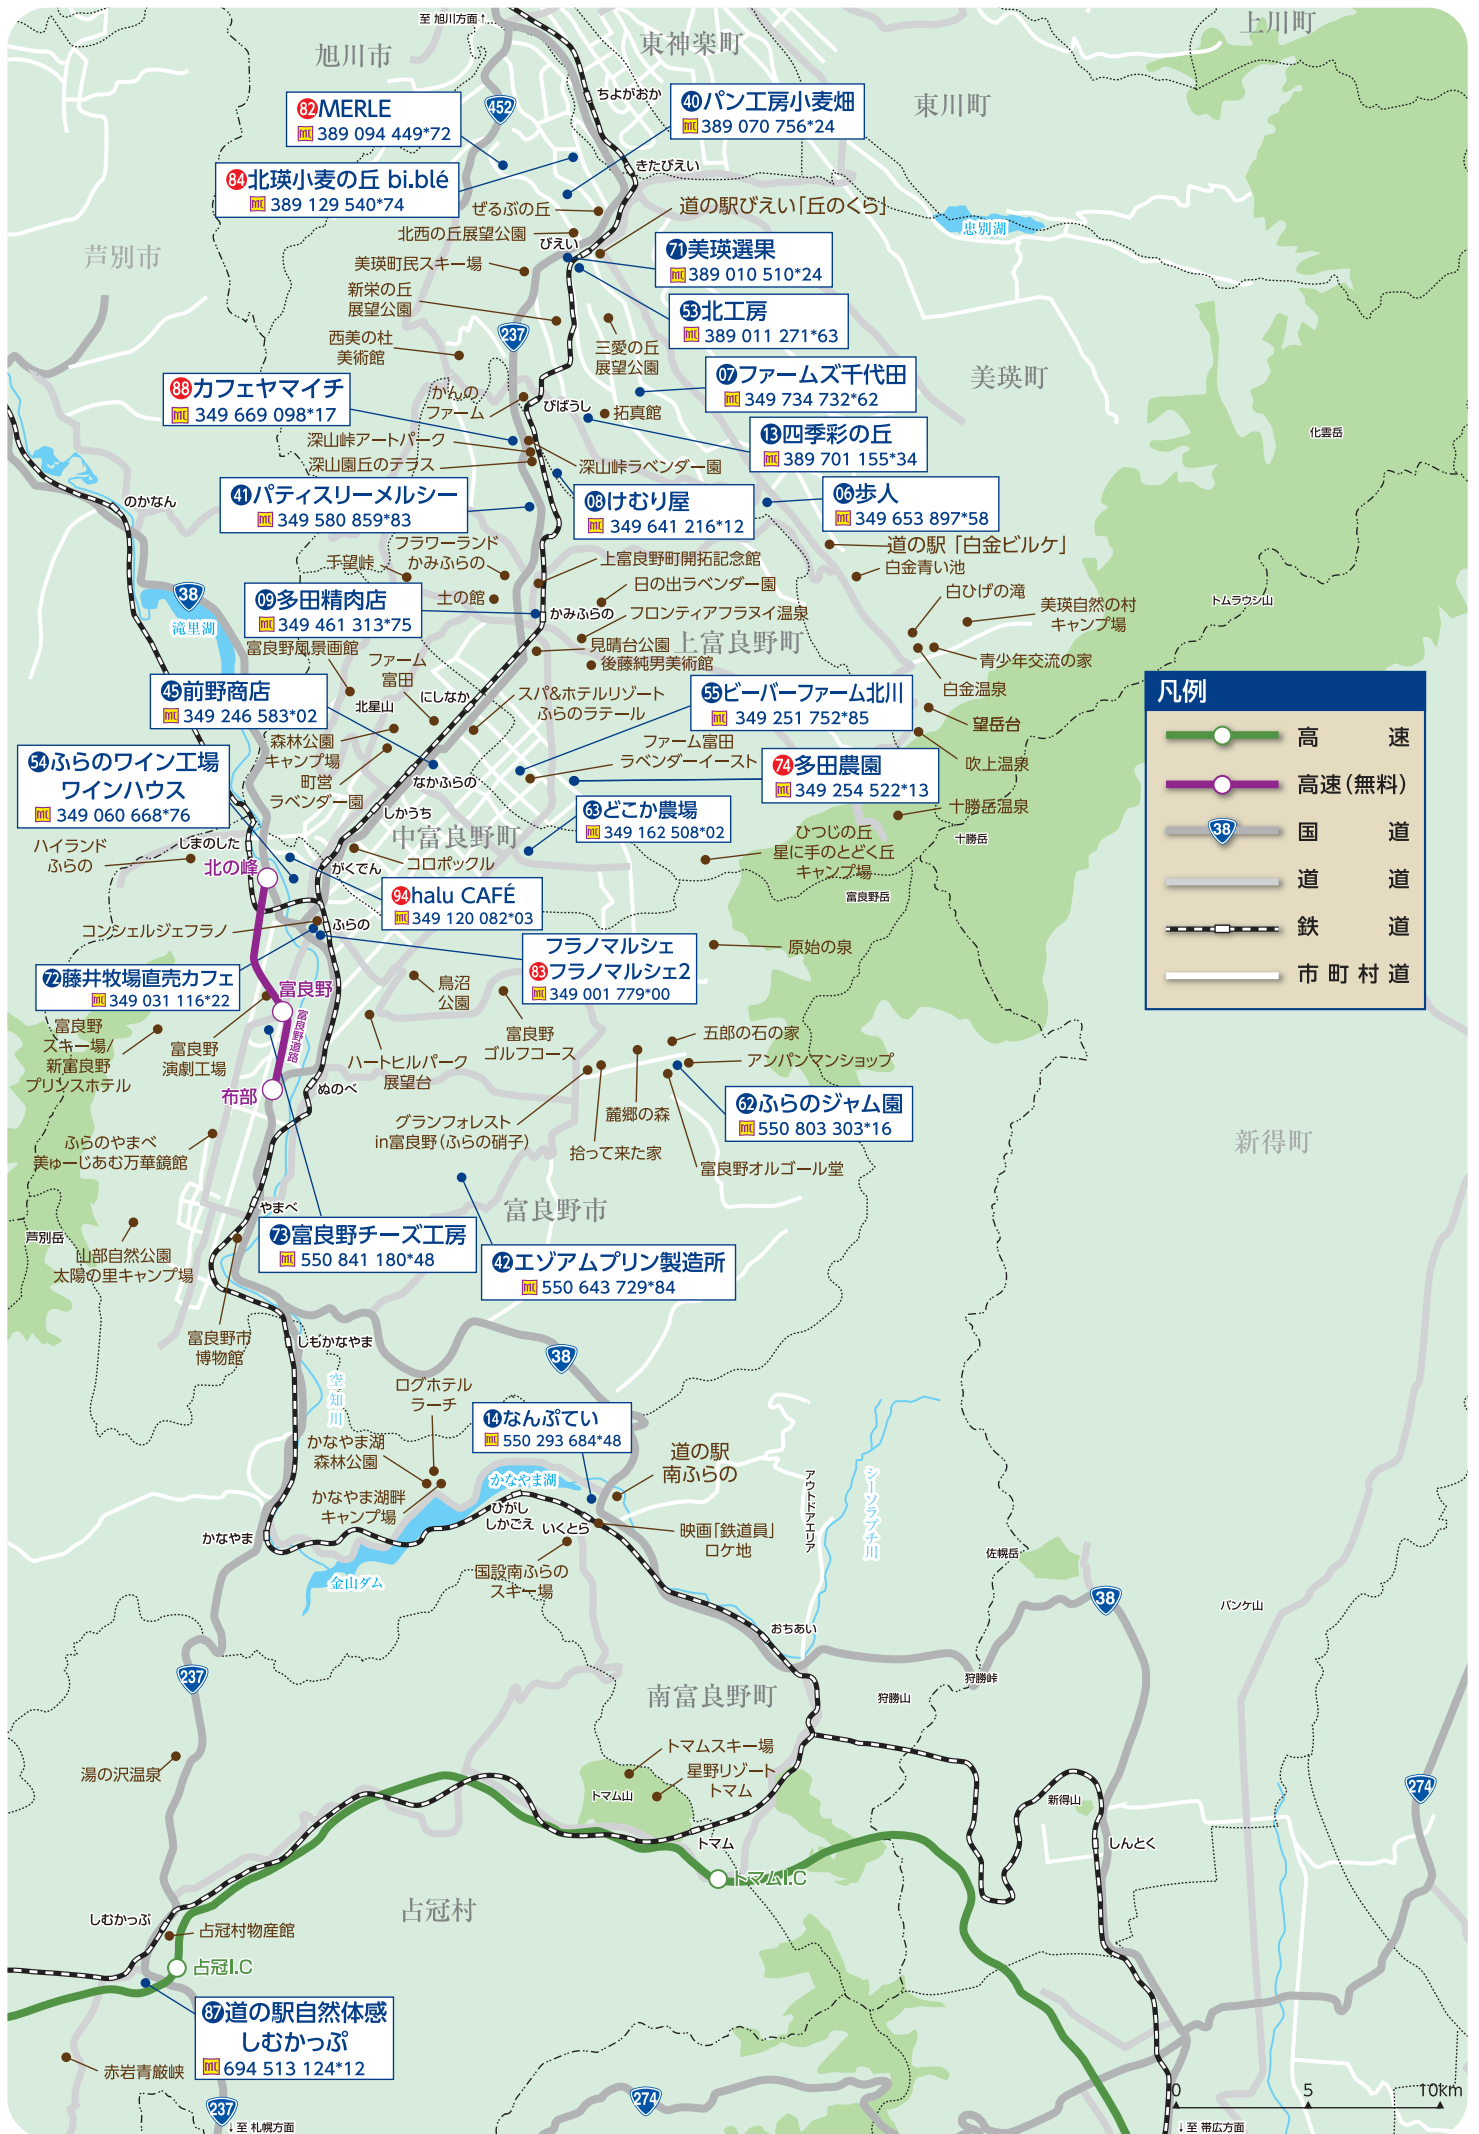 至 旭川方面↑
上川町
東神楽町
旭川市
452
ちよがおか
82 MERLE
389 094 449*72
40 パン工房小麦畑
389 070 756*24
東川町
きたびえい
84 北瑛小麦の丘 bi.blé
389 129 540*74
ぜるぶの丘
道の駅びえい「丘のくら」
忠別湖
北西の丘展望公園
びえい
芦別市
美瑛町民スキー場
71 美瑛選果
389 010 510*24
新栄の丘
展望公園
53 北工房
389 011 271*63
237
西美の杜
美術館
三愛の丘
展望公園
美瑛町
88 カフェヤマイチ
349 669 098*17
かんの
ファーム
びばうし
07 ファームズ千代田
349 734 732*62
拓真館
13 四季彩の丘
389 701 155*34
化雲岳
深山峠アートパーク
深山園丘のテラス
深山峠ラベンダー園
のかなん
41 パティスリーメルシー
349 580 859*83
08 けむり屋
349 641 216*12
06 歩人
349 653 897*58
フラワーランド
かみふらの
道の駅「白金ビルケ」
千望峠
上富良野町開拓記念館
白金青い池
38
滝里湖
09 多田精肉店
349 461 313*75
土の館
日の出ラベンダー園
白ひげの滝
美瑛自然の村
キャンプ場
トムラウシ山
かみふらの
フロンティアフラヌイ温泉
見晴台公園
上富良野町
後藤純男美術館
富良野風景画館
ファーム
富田
青少年交流の家
白金温泉
凡例
高速
高速(無料)
38
国道
道道
鉄道
市町村道
45 前野商店
349 246 583*02
北星山
にしなか
スパ&ホテルリゾート
ふらのラテール
55 ビーバーファーム北川
349 251 752*85
望岳台
森林公園
キャンプ場
ファーム富田
ラベンダーイースト
吹上温泉
54 ふらのワイン工場
ワインハウス
349 060 668*76
町営
ラベンダー園
なかふらの
74 多田農園
349 254 522*13
しかうち
63 どこか農場
349 162 508*02
十勝岳温泉
中富良野町
十勝岳
ハイランド
ふらの
しまのした
北の峰
コロポックル
がくでん
ひつじの丘
星に手のとどく丘
キャンプ場
富良野岳
94 halu CAFÉ
349 120 082*03
コンシェルジェフラノ
ふらの
フラノマルシェ
83 フラノマルシェ2
349 001 779*00
原始の泉
72 藤井牧場直売カフェ
349 031 116*22
富良野
鳥沼
公園
富良野道路
富良野
スキー場/
新富良野
プリンスホテル
富良野
演劇工場
富良野
ゴルフコース
五郎の石の家
ハートヒルパーク
展望台
アンパンマンショップ
布部
ぬのべ
62 ふらのジャム園
550 803 303*16
グランフォレスト
in富良野(ふらの硝子)
麓郷の森
拾って来た家
富良野オルゴール堂
新得町
ふらのやまべ
美ゅーじあむ万華鏡館
やまべ
富良野市
芦別岳
73 富良野チーズ工房
550 841 180*48
42 エゾアムプリン製造所
550 643 729*84
山部自然公園
太陽の里キャンプ場
富良野市
博物館
しもかなやま
38
空知川
ログホテル
ラーチ
14 なんぷてい
550 293 684*48
かなやま湖
森林公園
道の駅
南ふらの
アウトドアエリア
シーソラプチ川
かなやま湖畔
キャンプ場
かなやま湖
ひがし
しかごえ
いくとら
かなやま
映画「鉄道員」
ロケ地
金山ダム
国設南ふらの
スキー場
佐幌岳
38
パンケ山
おちあい
237
狩勝峠
南富良野町
狩勝山
湯の沢温泉
トマムスキー場
星野リゾート
トマム
トマム山
新得山
274
トマム
しんとく
トマムI.C
占冠村
しむかっぷ
占冠村物産館
占冠I.C
87 道の駅自然体感
しむかっぷ
694 513 124*12
赤岩青巌峡
237
↓至 札幌方面
274
0 5 10km
↓至 帯広方面